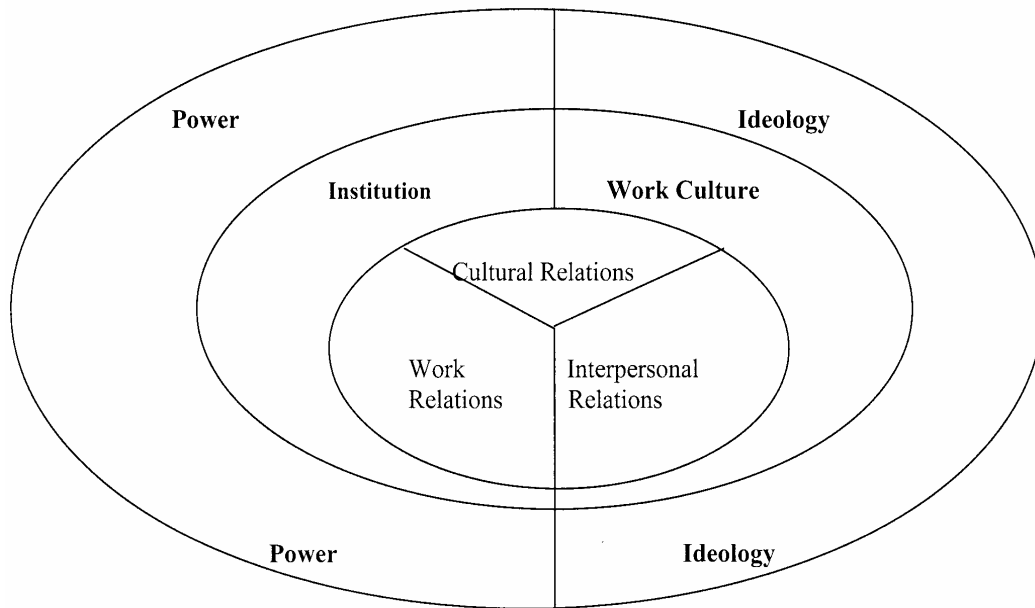 Power
Ideology
Institution
Work Culture
Cultural Relations
Work
Relations
Interpersonal
Relations
Power
Ideology